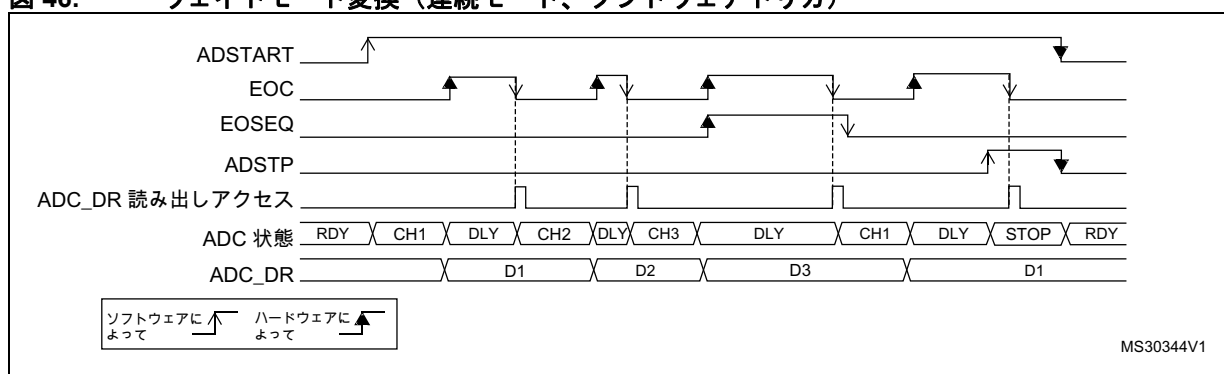 ADSTART
EOC
EOSEQ
ADSTP
ADC_DR 読み出しアクセス
ADC 状態 RDY CH1 DLY CH2 DLY CH3 DLY CH1 DLY STOP RDY
ADC_DR D1 D2 D3 D1
ソフトウェアに ハードウェアに
よって よって
MS30344V1